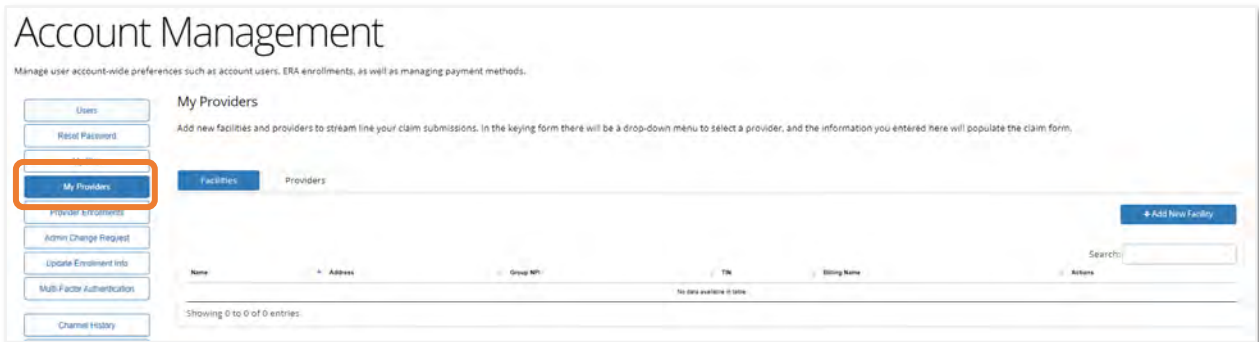 Account Management
Manage user account-wide preferences such as account users, ERA enrollments, as well as managing payment methods.
Users
Reset Password
My Providers
Provider Enrollments
Admin Change Request
Update Enrollment Info
Multi-Factor Authentication
Channel History
My Providers
Add new facilities and providers to stream line your claim submissions. In the keying form there will be a drop-down menu to select a provider, and the information you entered here will populate the claim form.
Facilities Providers
+Add New Facility
Search:
Name Address Group NPI TIN Billing Name Actions
No data available in table
Showing 0 to 0 of 0 entries